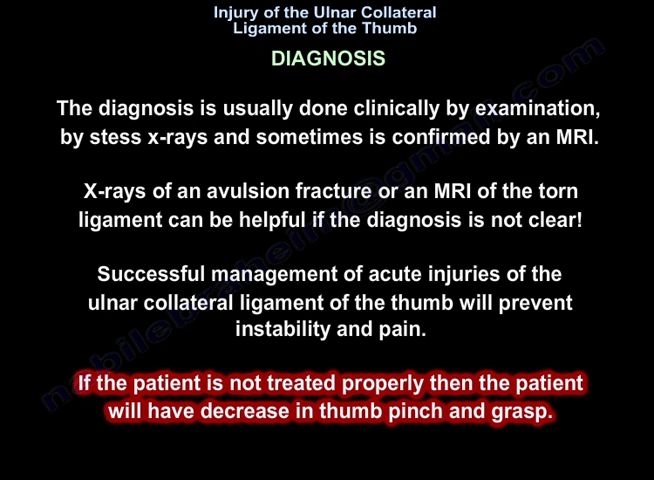 Injury of the Ulnar Collateral
Ligament of the Thumb
DIAGNOSIS
The diagnosis is usually done clinically by examination,
by stess x-rays and sometimes is confirmed by an MRI.
X-rays of an avulsion fracture or an MRI of the torn
ligament can be helpful if the diagnosis is not clear!
Successful management of acute injuries of the
ulnar collateral ligament of the thumb will prevent
instability and pain.
If the patient is not treated properly then the patient
will have decrease in thumb pinch and grasp.